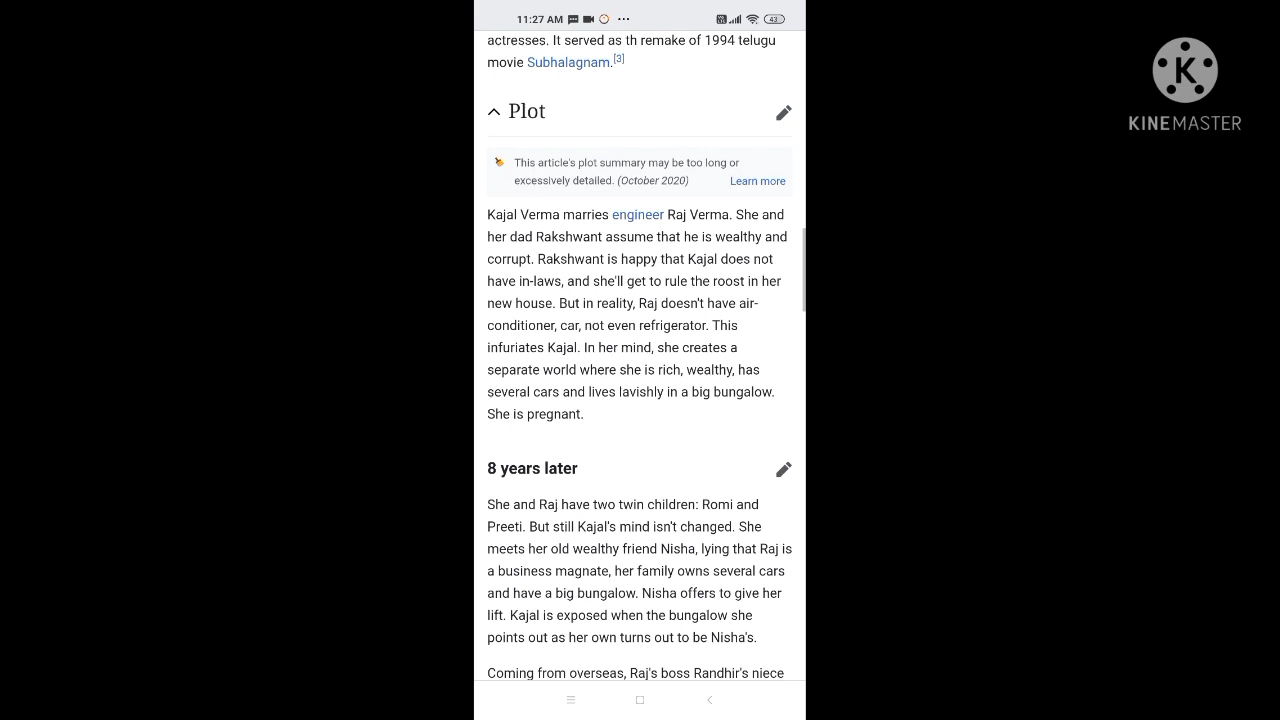 11:27 AM
43
actresses. It served as th remake of 1994 telugu
movie Subhalagnam.[3]
Plot
This article's plot summary may be too long or
excessively detailed. (October 2020) Learn more
Kajal Verma marries engineer Raj Verma. She and
her dad Rakshwant assume that he is wealthy and
corrupt. Rakshwant is happy that Kajal does not
have in-laws, and she'll get to rule the roost in her
new house. But in reality, Raj doesn't have air-
conditioner, car, not even refrigerator. This
infuriates Kajal. In her mind, she creates a
separate world where she is rich, wealthy, has
several cars and lives lavishly in a big bungalow.
She is pregnant.
8 years later
She and Raj have two twin children: Romi and
Preeti. But still Kajal's mind isn't changed. She
meets her old wealthy friend Nisha, lying that Raj is
a business magnate, her family owns several cars
and have a big bungalow. Nisha offers to give her
lift. Kajal is exposed when the bungalow she
points out as her own turns out to be Nisha's.
Coming from overseas, Raj's boss Randhir's niece
K
KINEMASTER